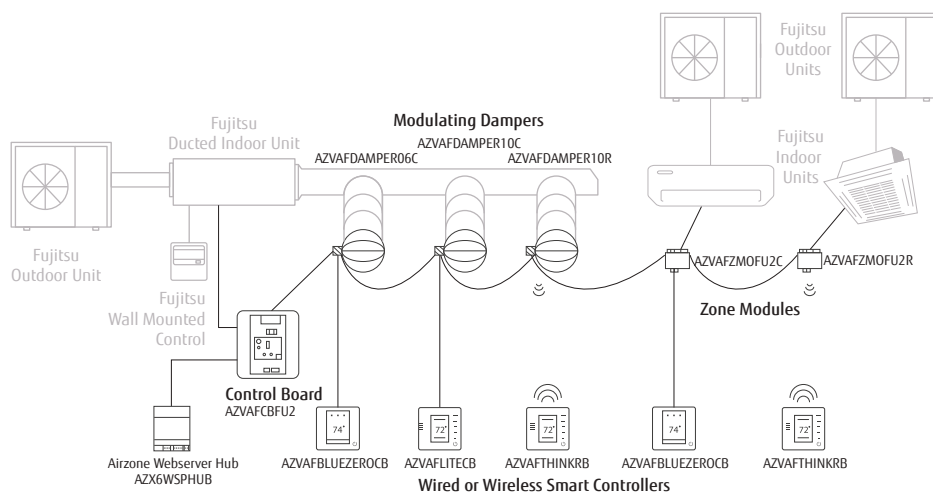 Fujitsu
Outdoor
Units
Modulating Dampers
Fujitsu
Ducted Indoor Unit
AZVAFDAMPER10C
AZVAFDAMPER06C
AZVAFDAMPER10R
Fujitsu
Indoor
Units
Fujitsu
Outdoor Unit
AZVAFZMOFU2C
AZVAFZMOFU2R
Fujitsu
Wall Mounted
Control
Zone Modules
Control Board
AZVAFCBFU2
74°
72°
72°
74°
72°
Airzone Webserver Hub
AZX6WSPHUB
AZVAFBLUEZEROCB
AZVAFLITECB
AZVAFTHINKRB
AZVAFBLUEZEROCB
AZVAFTHINKRB
Wired or Wireless Smart Controllers